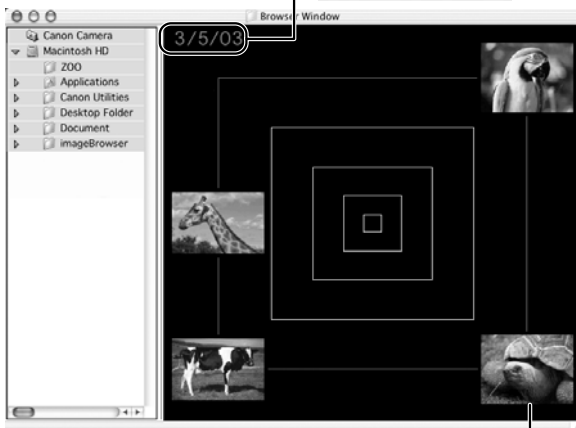 Browser Window
Canon Camera
Macintosh HD
ZOO
Applications
Canon Utilities
Desktop Folder
Document
imageBrowser
3/5/03